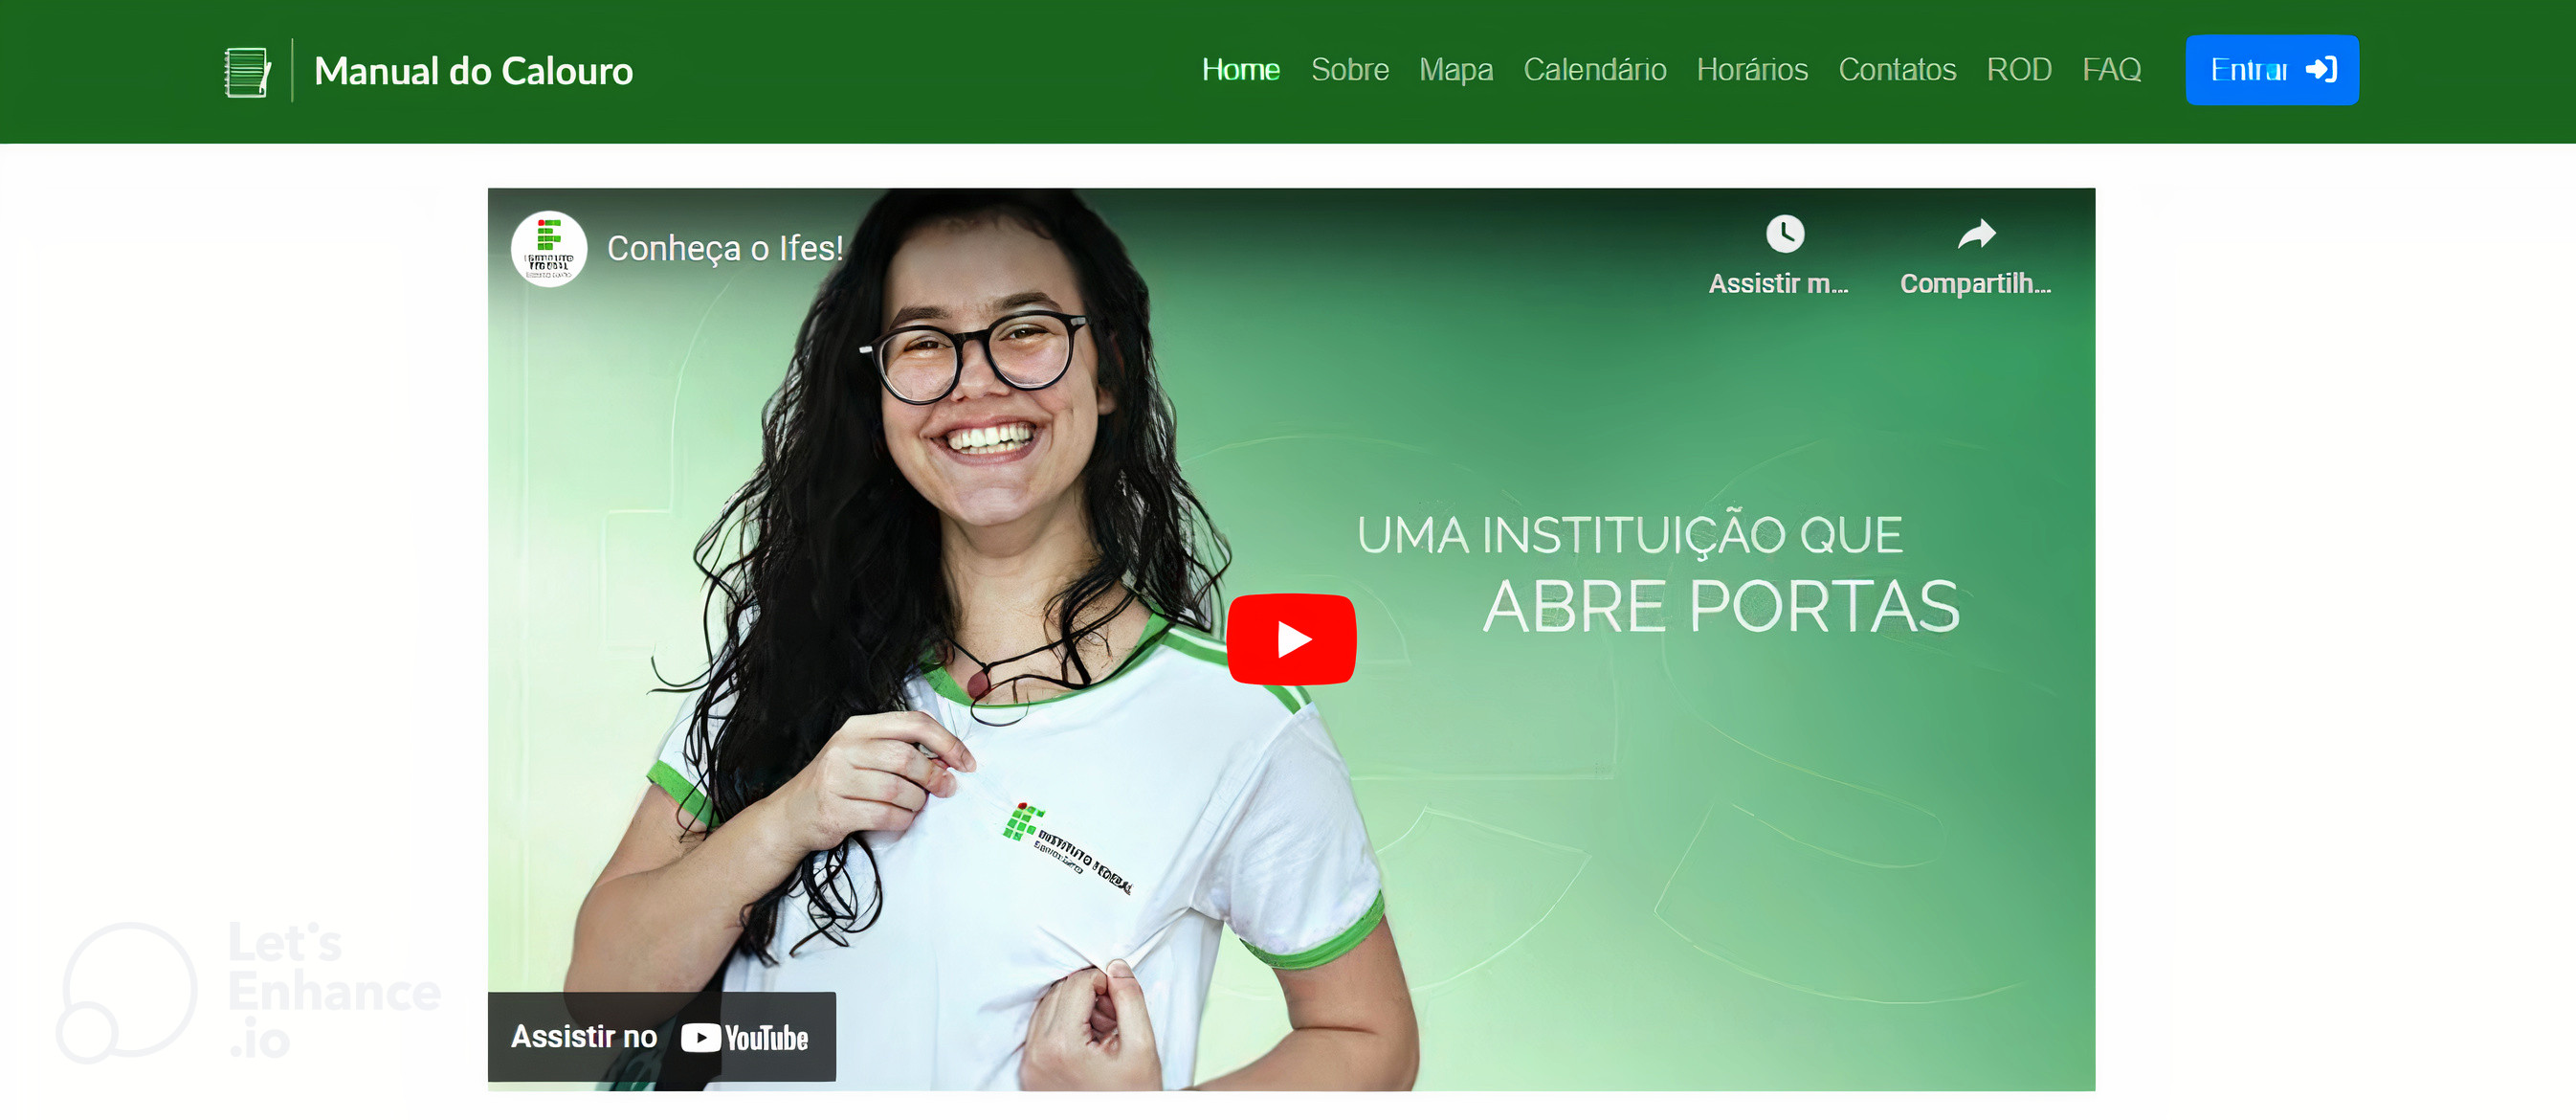 Manual do Calouro
Home Sobre Mapa Calendário Horários Contatos ROD FAQ Entrar
Conheça o Ifes!
Assistir m...
Compartilh...
UMA INSTITUIÇÃO QUE
ABRE PORTAS
Assistir no YouTube
Let's
Enhance
.io